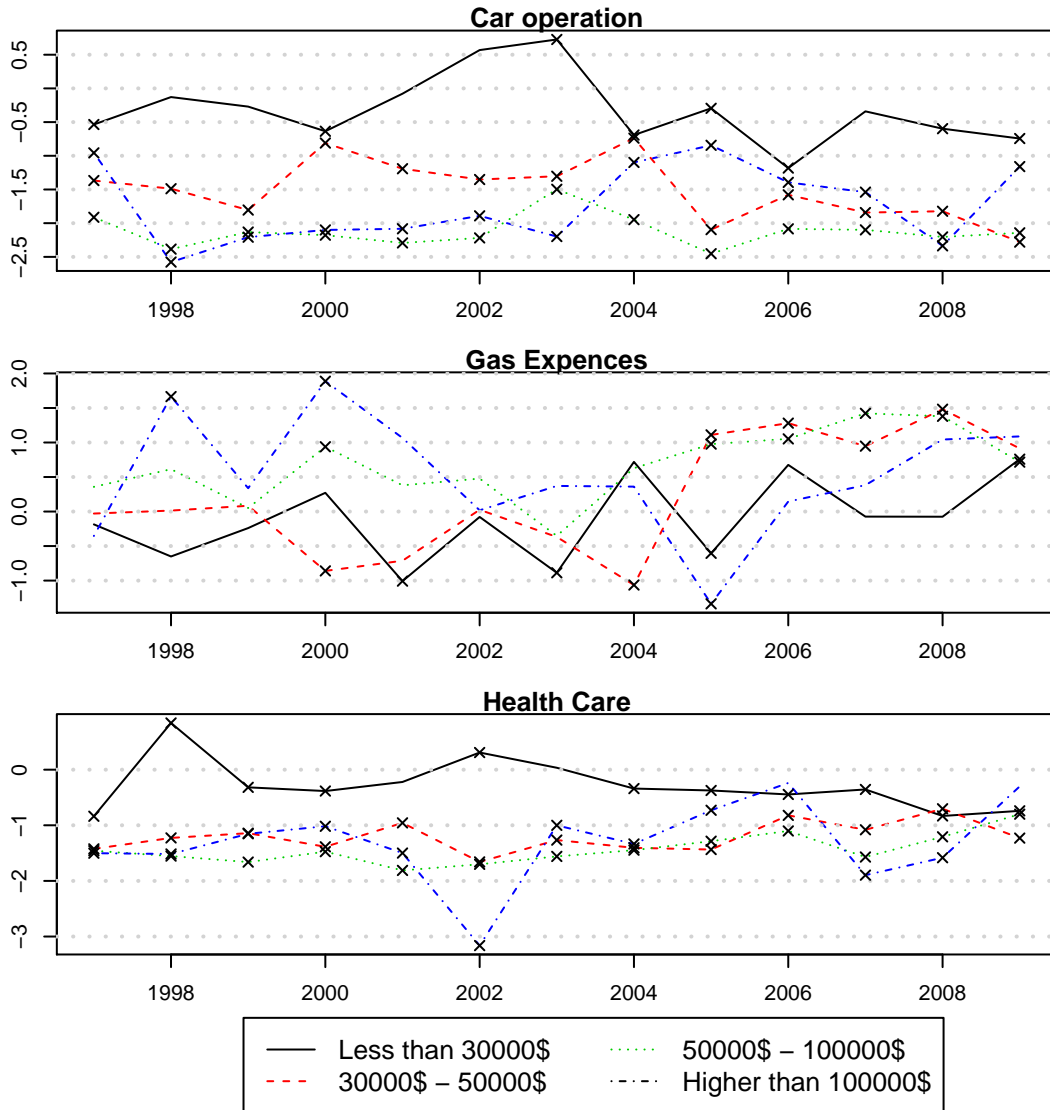 Car operation
0.5
−0.5
−1.5
−2.5
1998 2000 2002 2004 2006 2008
Gas Expences
2.0
1.0
0.0
−1.0
1998 2000 2002 2004 2006 2008
Health Care
0
−1
−2
−3
1998 2000 2002 2004 2006 2008
Less than 30000$ 50000$ − 100000$
30000$ − 50000$ Higher than 100000$